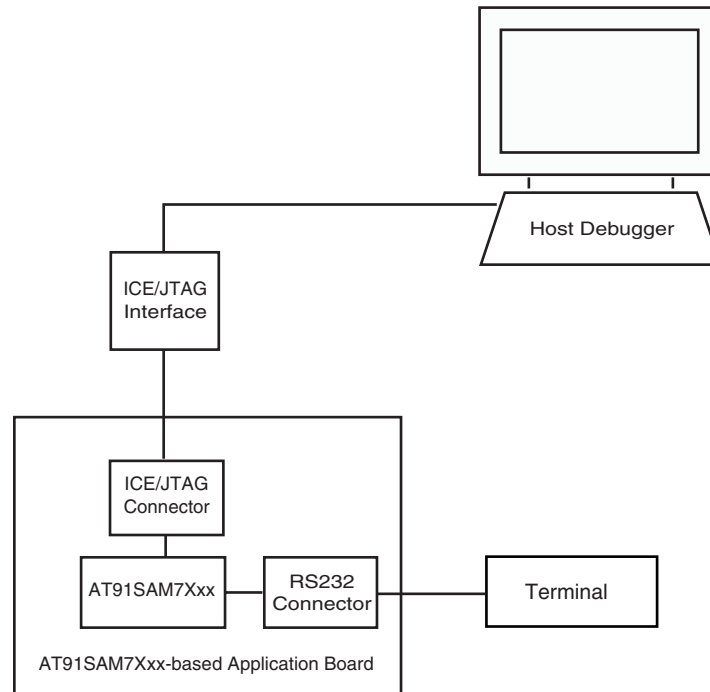 Host Debugger
ICE/JTAG
Interface
ICE/JTAG
Connector
AT91SAM7Xxx
RS232
Connector
Terminal
AT91SAM7Xxx-based Application Board